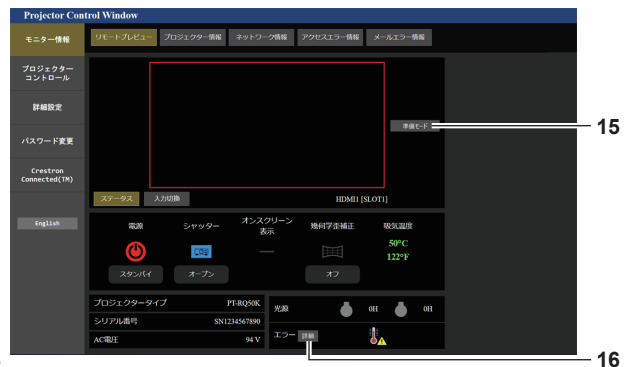 Projector Control Window
モニター情報
リモートプレビュー プロジェクター情報 ネットワーク情報 アクセスエラー情報 メールエラー情報
プロジェクター
コントロール
詳細設定
パスワード変更
Crestron
Connected(TM)
English
準備モード
15
ステータス 入力切換 HDMI1 [SLOT1]
電源 シャッター オンスクリーン
表示 幾何学歪補正 吸気温度
50°C
122°F
スタンバイ オープン オフ
プロジェクタータイプ PT-RQ50K
シリアル番号 SN1234567890
AC電圧 94 V
光源 0H 0H
エラー 詳細
16